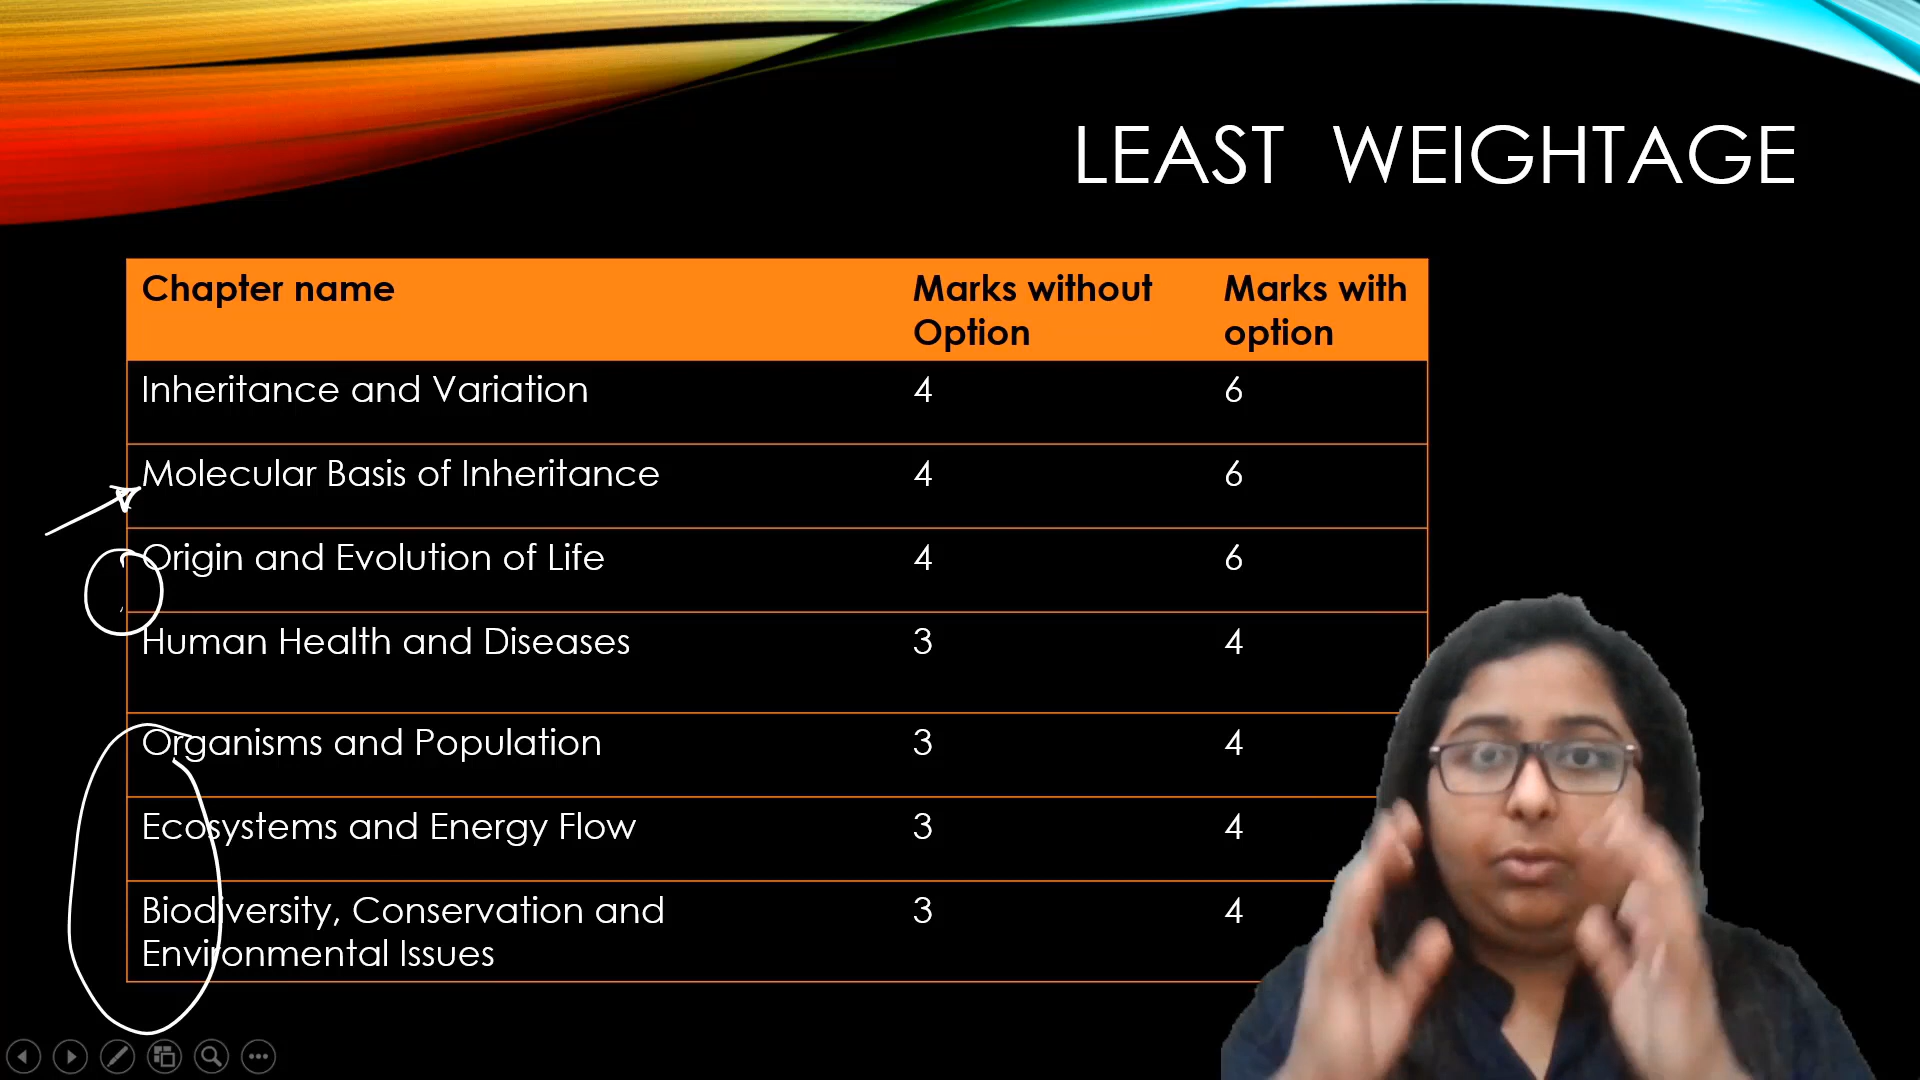 LEAST WEIGHTAGE
Chapter name Marks without Marks with
Option option
Inheritance and Variation 4 6
Molecular Basis of Inheritance 4 6
Origin and Evolution of Life 4 6
Human Health and Diseases 3 4
Organisms and Population 3 4
Ecosystems and Energy Flow 3 4
Biodiversity, Conservation and 3 4
Environmental Issues